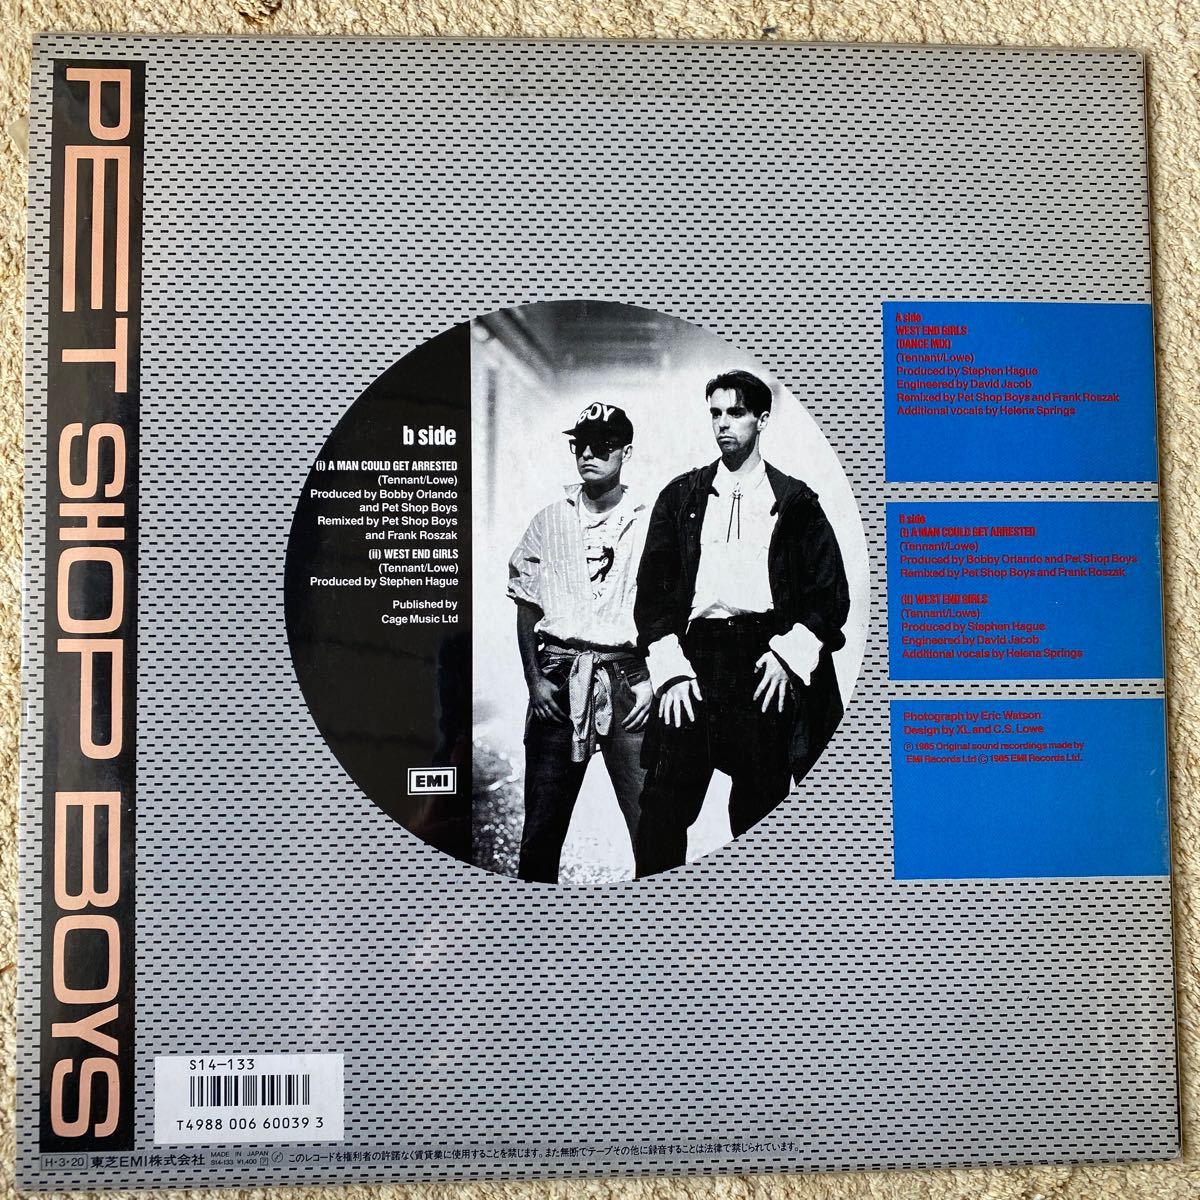 PET SHOP BOYS
BOY
b side
(i) A MAN COULD GET ARRESTED
(Tennant/Lowe)
Produced by Bobby Orlando
and Pet Shop Boys
Remixed by Pet Shop Boys
and Frank Roszak
(ii) WEST END GIRLS
(Tennant/Lowe)
Produced by Stephen Hague
Published by
Cage Music Ltd
EMI
A side
WEST END GIRLS
(DANCE MIX)
(Tennant/Lowe)
Produced by Stephen Hague
Engineered by David Jacob
Remixed by Pet Shop Boys and Frank Roszak
Additional vocals by Helena Springs
B side
(i) A MAN COULD GET ARRESTED
(Tennant/Lowe)
Produced by Bobby Orlando and Pet Shop Boys
Remixed by Pet Shop Boys and Frank Roszak
(ii) WEST END GIRLS
(Tennant/Lowe)
Produced by Stephen Hague
Engineered by David Jacob
Additional vocals by Helena Springs
Photograph by Eric Watson
Design by XL and C.S. Lowe
℗ 1985 Original sound recordings made by
EMI Records Ltd © 1985 EMI Records Ltd.
S14-133
T4988 006 60039 3
H・3・20 東芝EMI株式会社
MADE IN JAPAN
S14-133 ¥1,400
このレコードを権利者の許諾なく賃貸業に使用することを禁じます。また無断でテープその他に録音することは法律で禁じられています。